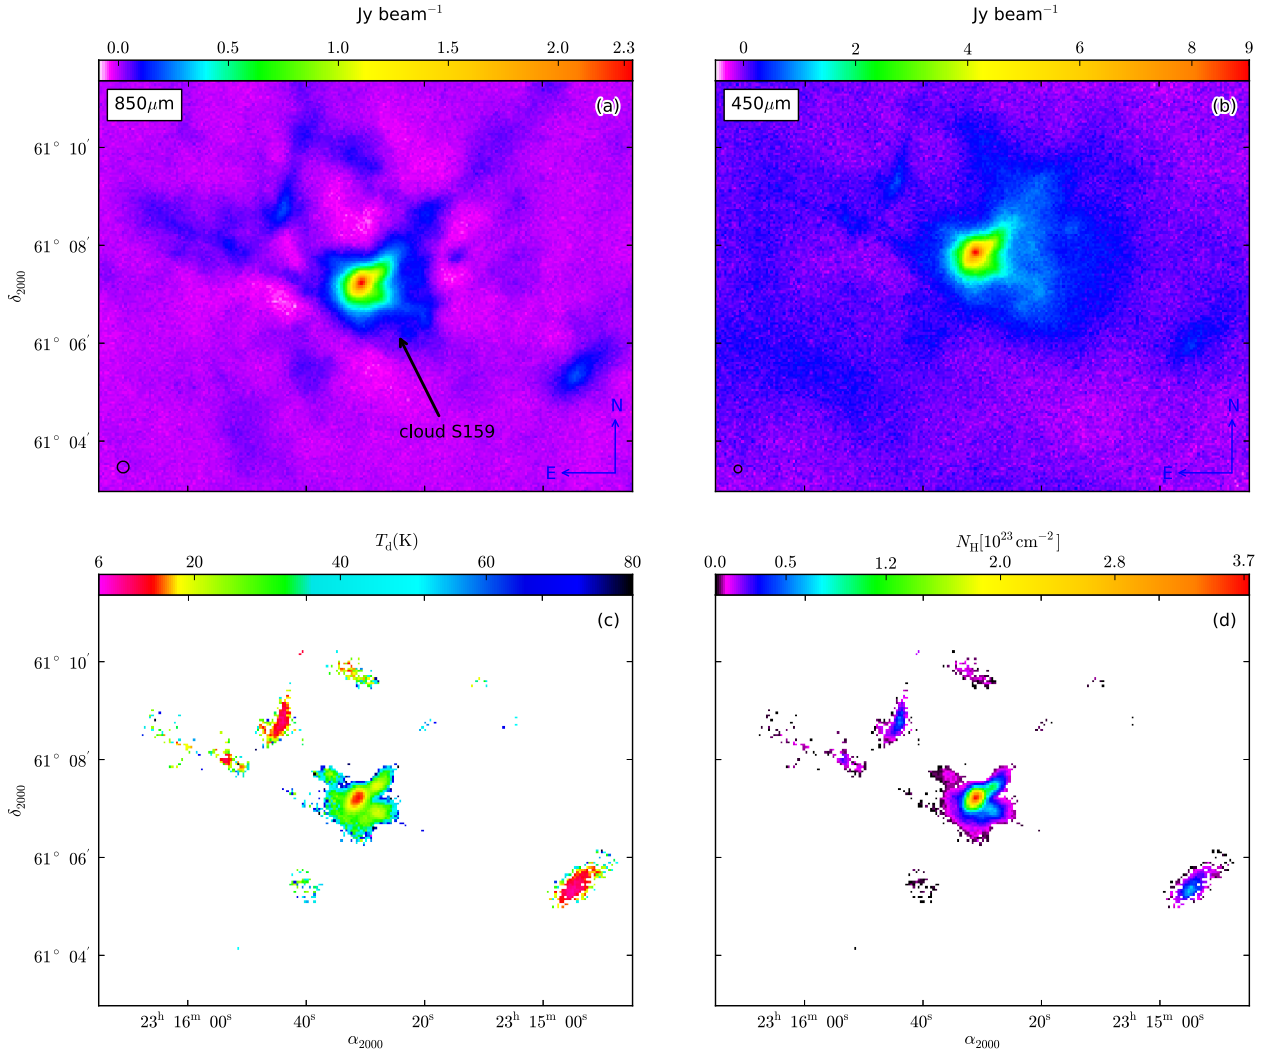 Jy beam⁻¹
Jy beam⁻¹
0.0 0.5 1.0 1.5 2.0 2.3
0 2 4 6 8 9
850μm
(a)
450μm
(b)
61° 10′
61° 08′
61° 06′
61° 04′
δ₂₀₀₀
cloud S159
N
E
N
E
T_d(K)
N_H[10²³ cm⁻²]
6 20 40 60 80
0.0 0.5 1.2 2.0 2.8 3.7
(c)
(d)
61° 10′
61° 08′
61° 06′
61° 04′
δ₂₀₀₀
23ʰ 16ᵐ 00ˢ 40ˢ 20ˢ 23ʰ 15ᵐ 00ˢ
23ʰ 16ᵐ 00ˢ 40ˢ 20ˢ 23ʰ 15ᵐ 00ˢ
α₂₀₀₀
α₂₀₀₀